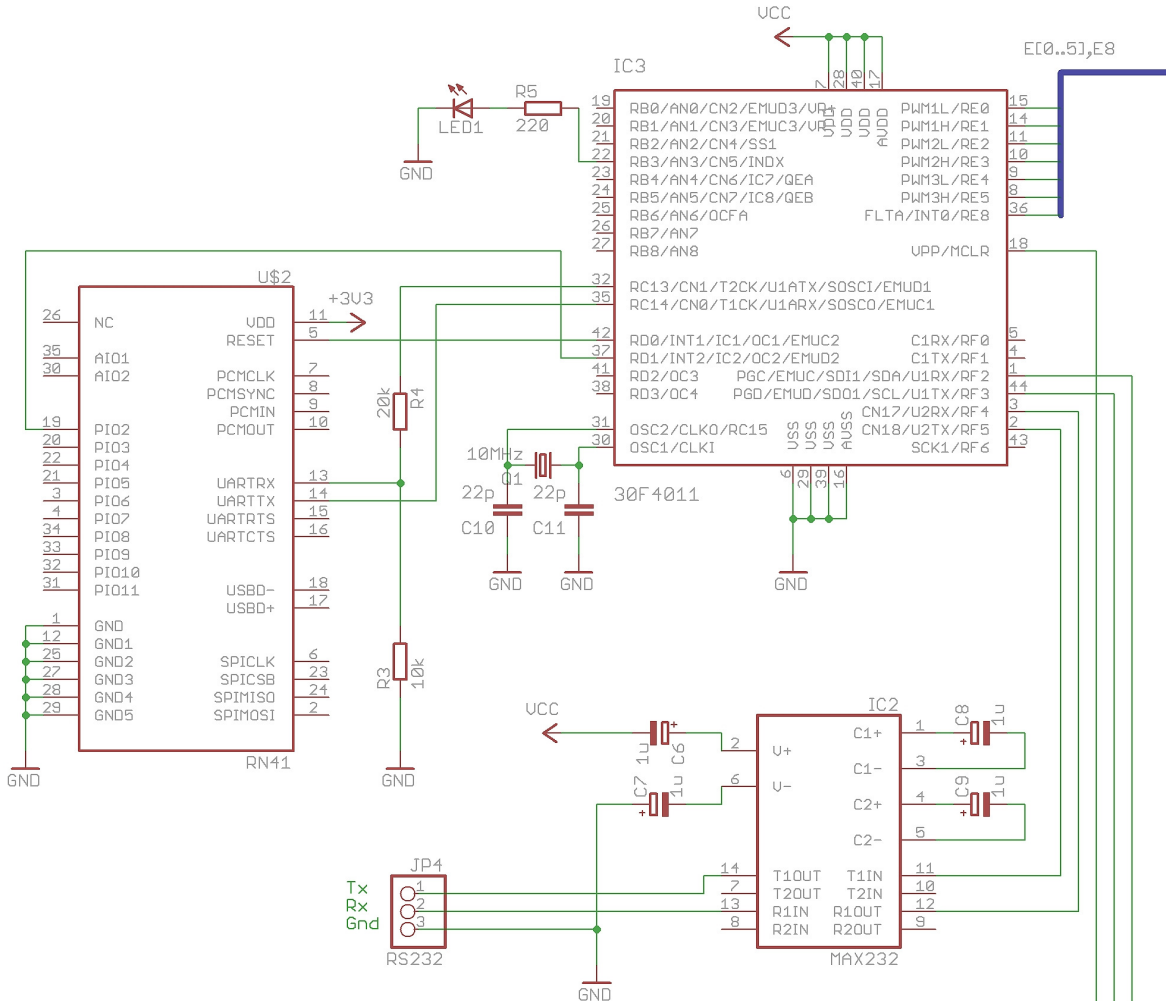 VCC
E[0..5],E8
IC3
7
28
40
17
VDD
VDD
VDD
AVDD
R5
220
LED1
GND
19 RB0/AN0/CN2/EMUD3/VR+
20 RB1/AN1/CN3/EMUC3/VR-
21 RB2/AN2/CN4/SS1
22 RB3/AN3/CN5/INDX
23 RB4/AN4/CN6/IC7/QEA
24 RB5/AN5/CN7/IC8/QEB
25 RB6/AN6/OCFA
26 RB7/AN7
27 RB8/AN8
32 RC13/CN1/T2CK/U1ATX/SOSCI/EMUD1
35 RC14/CN0/T1CK/U1ARX/SOSCO/EMUC1
42 RD0/INT1/IC1/OC1/EMUC2
37 RD1/INT2/IC2/OC2/EMUD2
41 RD2/OC3
38 RD3/OC4
31 OSC2/CLKO/RC15
30 OSC1/CLKI
PWM1L/RE0 15
PWM1H/RE1 14
PWM2L/RE2 11
PWM2H/RE3 10
PWM3L/RE4 9
PWM3H/RE5 8
FLTA/INT0/RE8 36
VPP/MCLR 18
C1RX/RF0 5
C1TX/RF1 4
PGC/EMUC/SDI1/SDA/U1RX/RF2 1
PGD/EMUD/SDO1/SCL/U1TX/RF3 44
CN17/U2RX/RF4 3
CN18/U2TX/RF5 2
SCK1/RF6 43
VSS
VSS
VSS
AVSS
6
29
39
16
30F4011
GND
U$2
+3V3
26 NC
35 AIO1
30 AIO2
19 PIO2
20 PIO3
22 PIO4
21 PIO5
3 PIO6
4 PIO7
34 PIO8
33 PIO9
32 PIO10
31 PIO11
1 GND
12 GND1
25 GND2
27 GND3
28 GND4
29 GND5
VDD 11
RESET 5
PCMCLK 7
PCMSYNC 8
PCMIN 9
PCMOUT 10
UARTRX 13
UARTTX 14
UARTRTS 15
UARTCTS 16
USBD- 18
USBD+ 17
SPICLK 6
SPICSB 23
SPIMISO 24
SPIMOSI 2
RN41
GND
20k
R4
R3
10k
GND
10MHz
Q1
22p
22p
C10
C11
GND
GND
VCC
1u
C6
C7
1u
IC2
2 V+
6 V-
14 T1OUT
7 T2OUT
13 R1IN
8 R2IN
C1+ 1
C1- 3
C2+ 4
C2- 5
T1IN 11
T2IN 10
R1OUT 12
R2OUT 9
MAX232
C8
1u
C9
1u
JP4
Tx 1
Rx 2
Gnd 3
RS232
GND